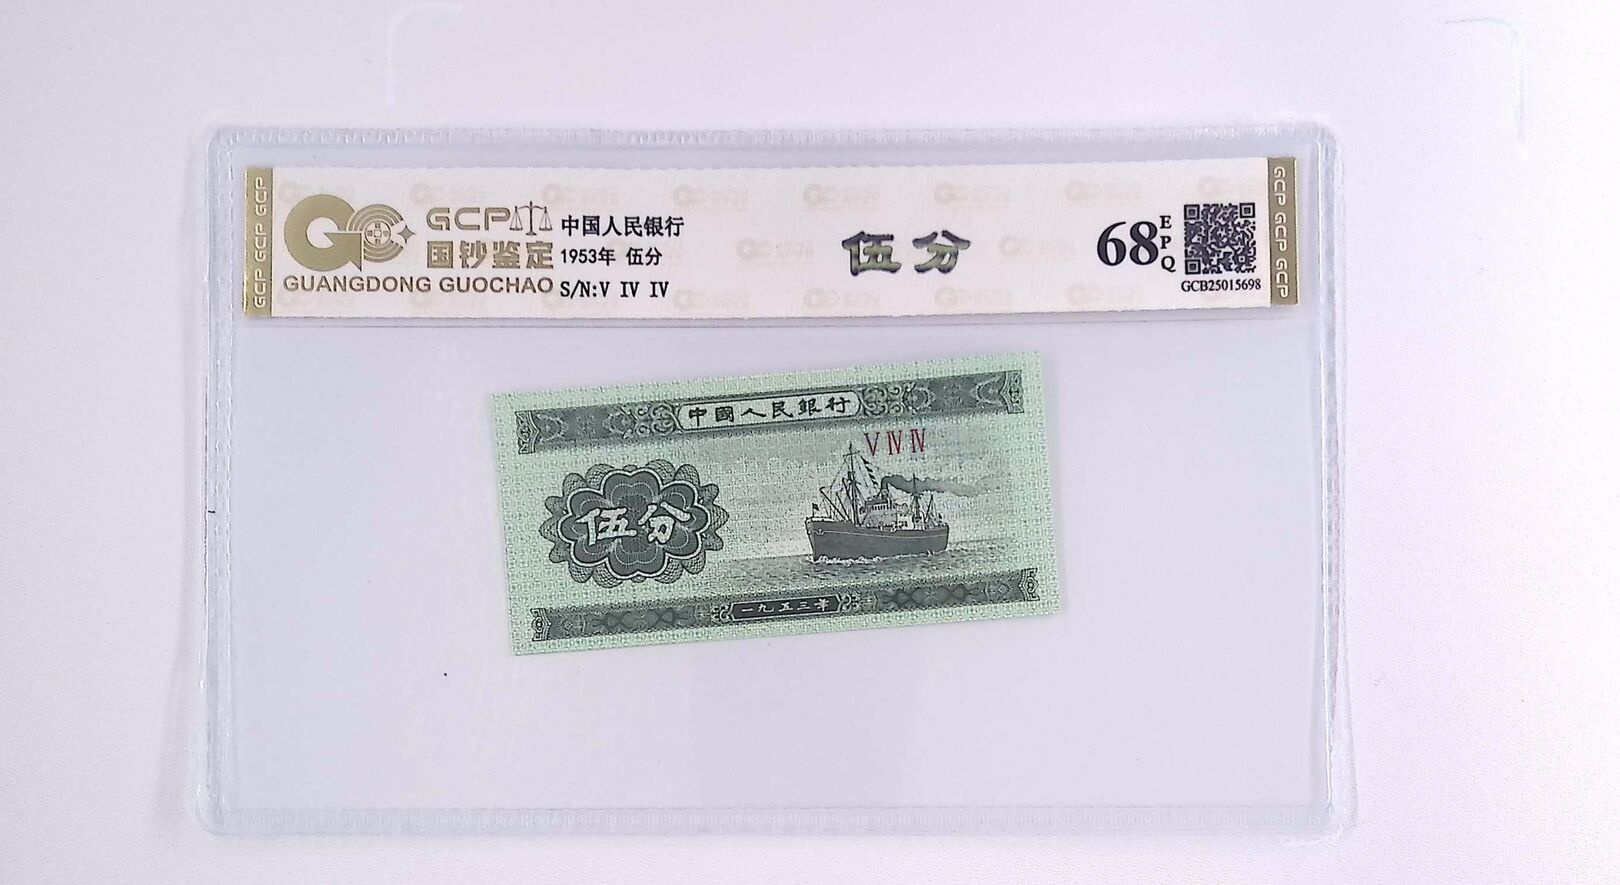 GCP GCP GCP
GCP
国钞鉴定
GUANGDONG GUOCHAO
中国人民银行
1953年 伍分
S/N:V IV IV
伍分
68
EPQ
GCB25015698
GCP GCP GCP
中國人民銀行
V IV IV
伍分
一九五三年